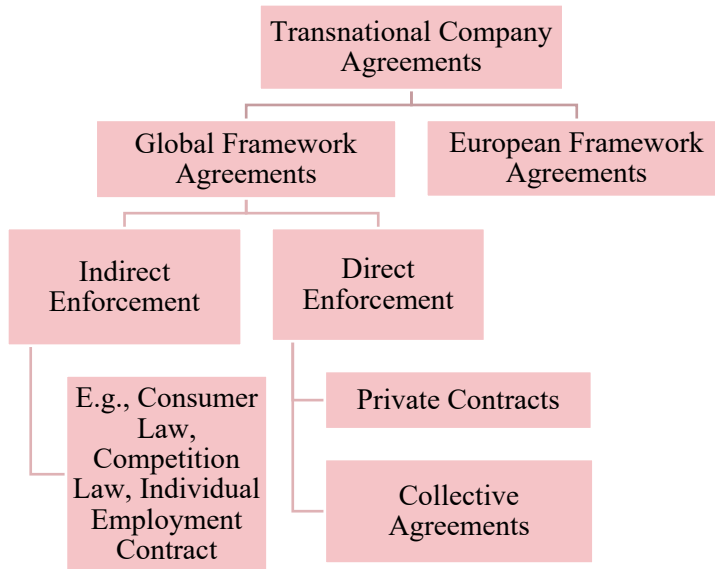 Transnational Company
Agreements
Global Framework
Agreements
European Framework
Agreements
Indirect
Enforcement
Direct
Enforcement
E.g., Consumer
Law,
Competition
Law, Individual
Employment
Contract
Private Contracts
Collective
Agreements